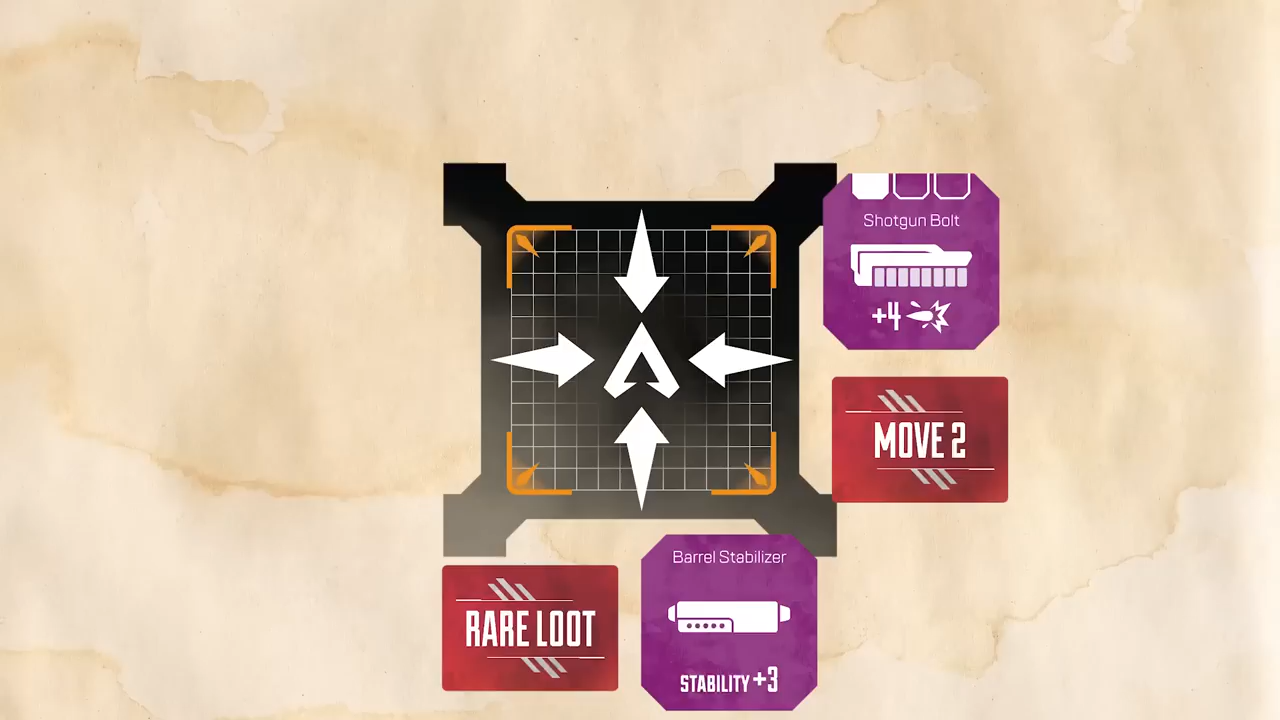 Shotgun Bolt
+4
MOVE 2
RARE LOOT
Barrel Stabilizer
STABILITY +3